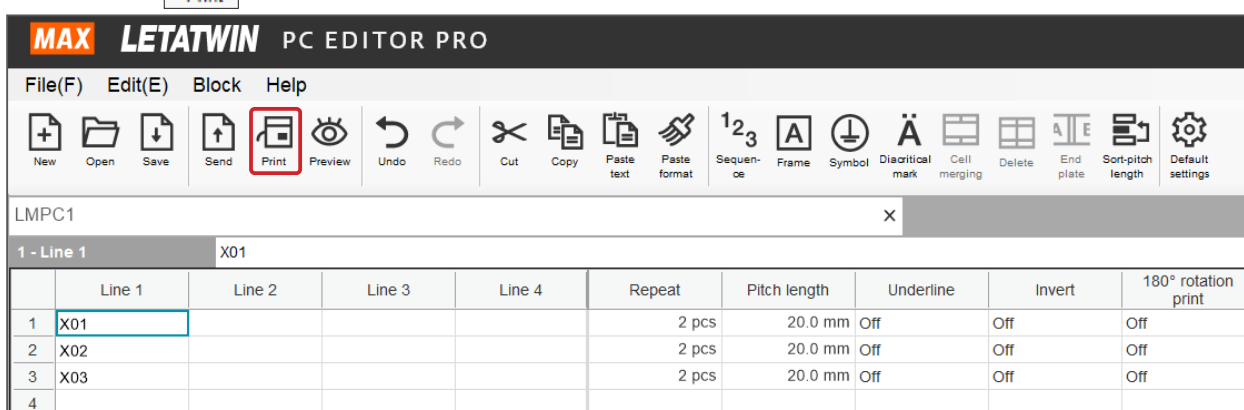 MAX LETATWIN PC EDITOR PRO
File(F) Edit(E) Block Help
1 2 3 A Ä A E
New Open Save Send Print Preview Undo Redo Cut Copy Paste text Paste format Sequen-ce Frame Symbol Diacritical mark Cell merging Delete End plate Sort-pitch length Default settings
LMPC1 ×
1 - Line 1 X01
Line 1 Line 2 Line 3 Line 4 Repeat Pitch length Underline Invert 180° rotation print
1 X01 2 pcs 20.0 mm Off Off Off
2 X02 2 pcs 20.0 mm Off Off Off
3 X03 2 pcs 20.0 mm Off Off Off
4